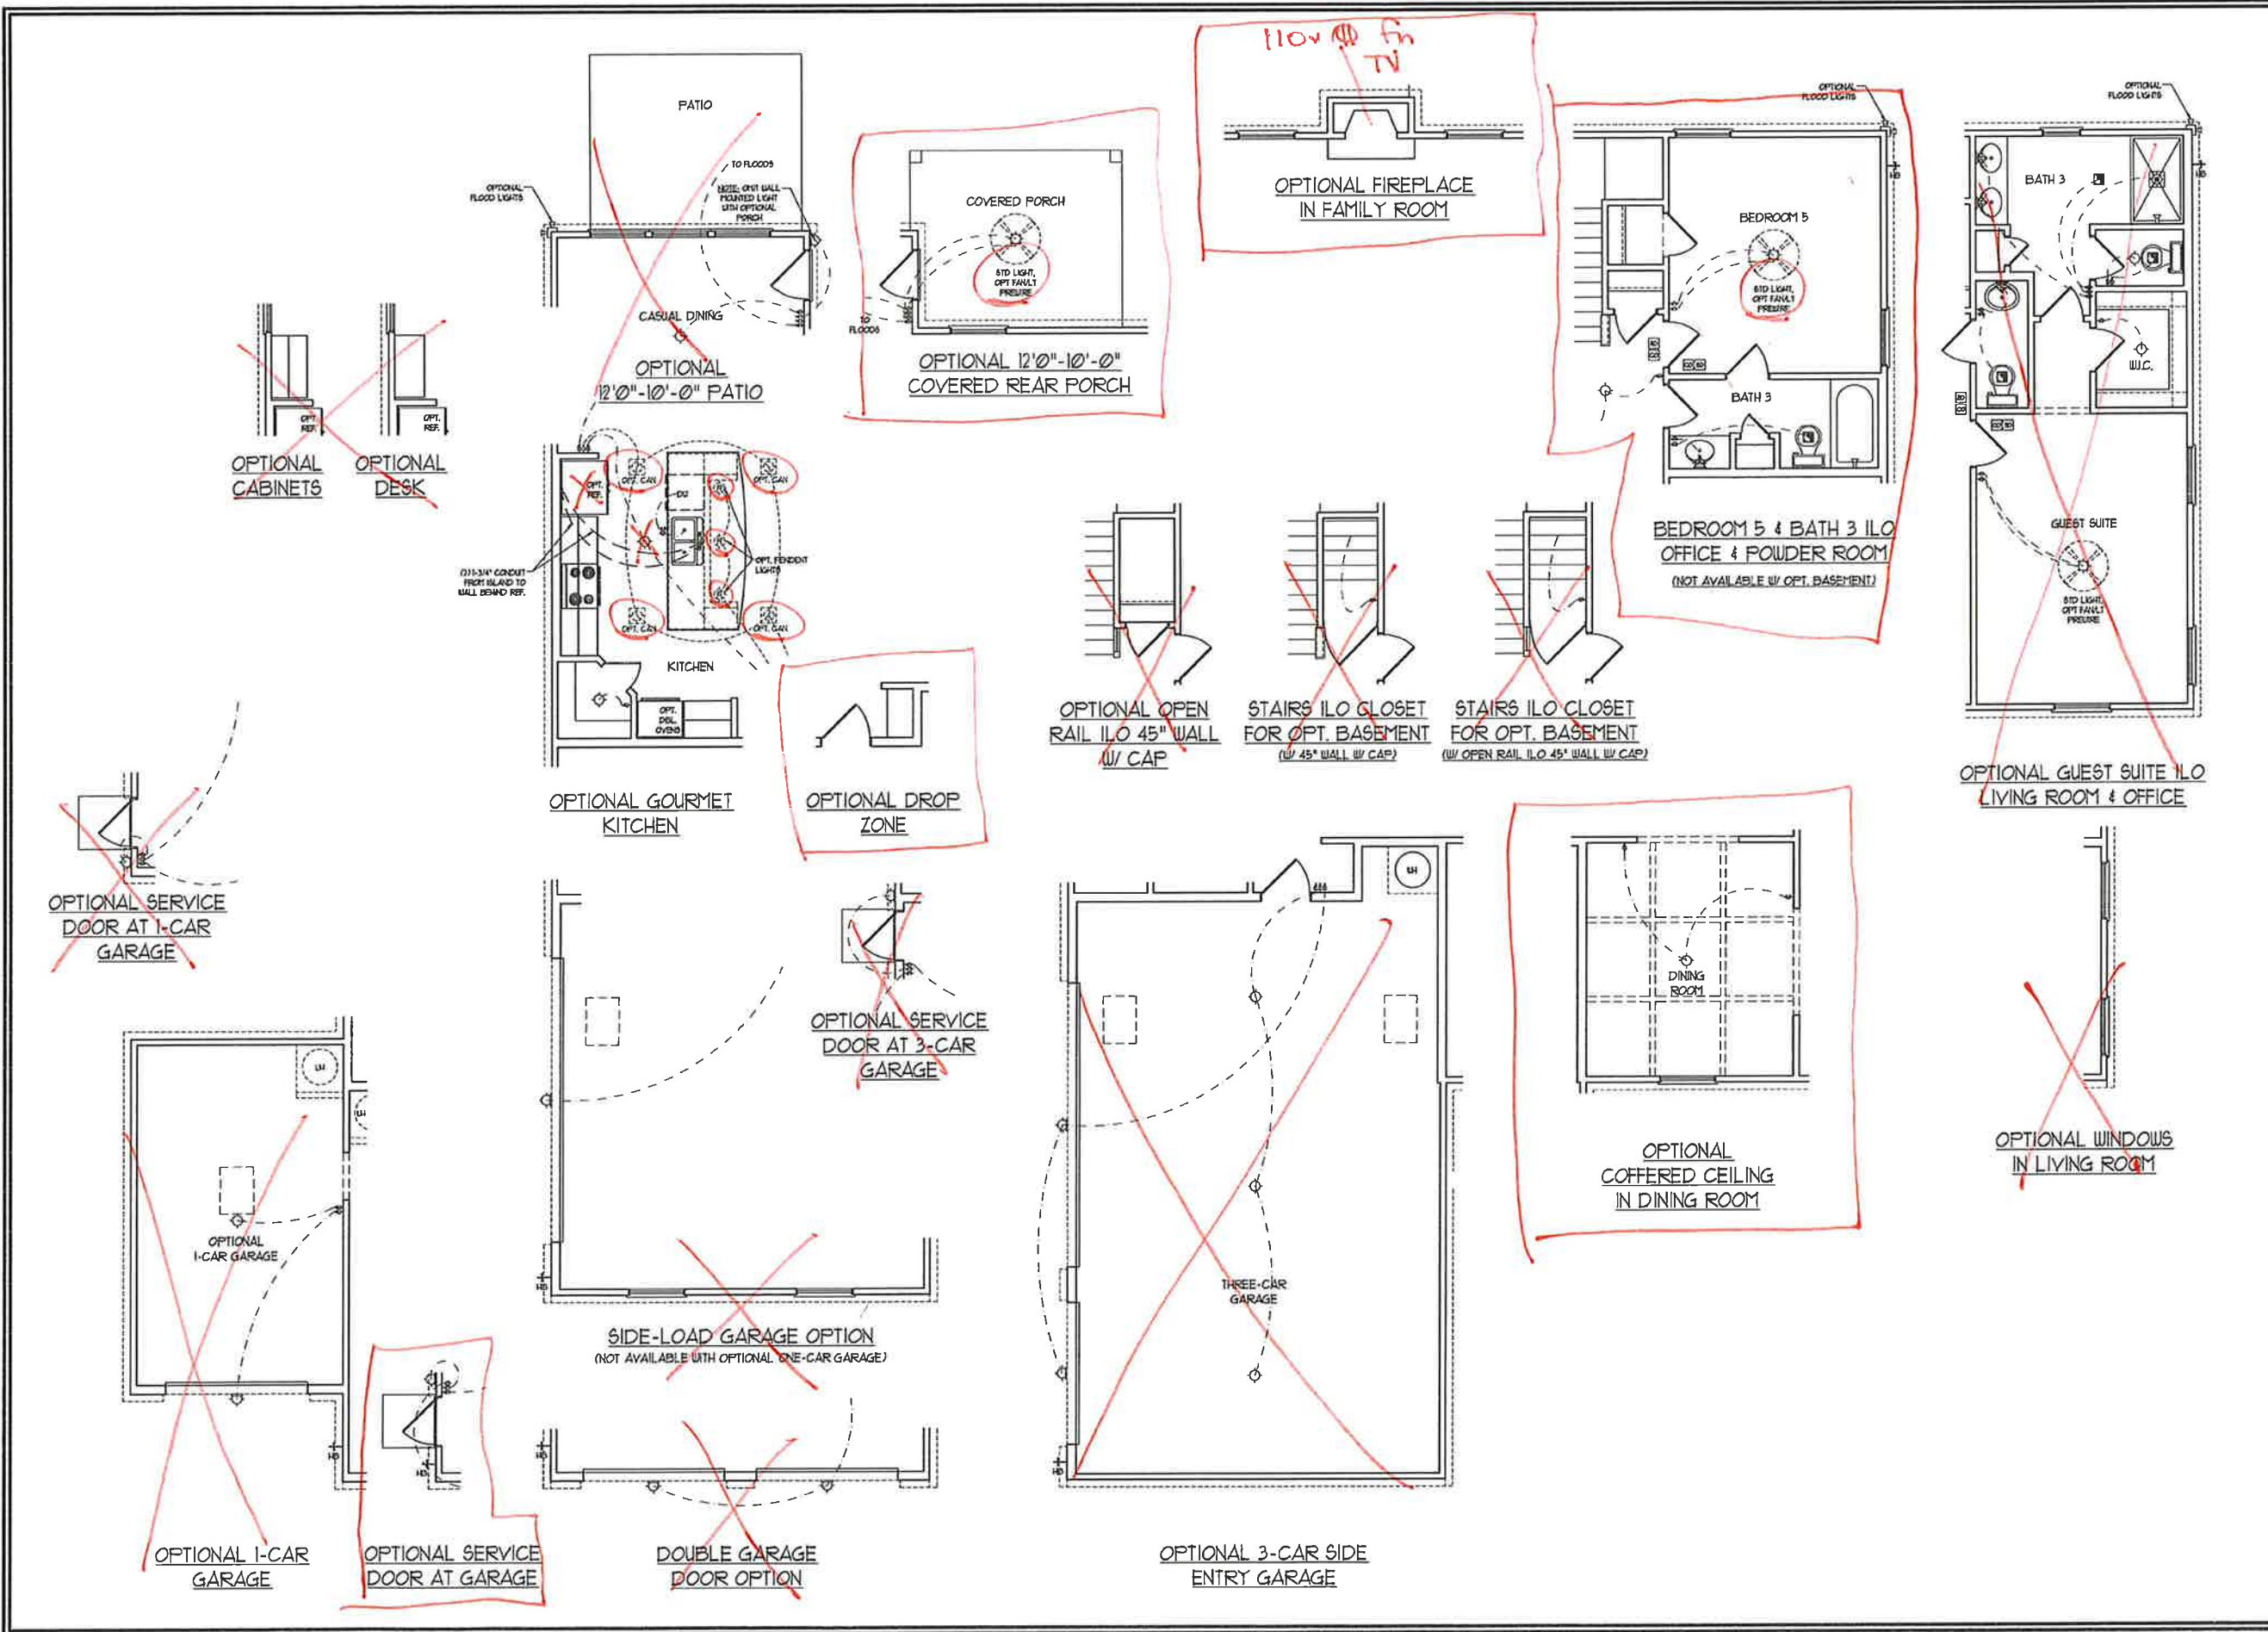 110v
TV
PATIO
TO FLOODS
OPTIONAL
FLOOD LIGHTS
NOTE: OMIT WALL
MOUNTED LIGHT
WITH OPTIONAL
PORCH
CASUAL DINING
OPTIONAL
12'0"-10'-0" PATIO
COVERED PORCH
STD LIGHT,
OPT FAN/LT
PREWIRE
TO
FLOODS
OPTIONAL 12'0"-10'-0"
COVERED REAR PORCH
OPTIONAL FIREPLACE
IN FAMILY ROOM
OPTIONAL
FLOOD LIGHTS
BEDROOM 5
STD LIGHT,
OPT FAN/LT
PREWIRE
BATH 3
BEDROOM 5 & BATH 3 ILO
OFFICE & POWDER ROOM
(NOT AVAILABLE W/ OPT. BASEMENT)
OPTIONAL
FLOOD LIGHTS
BATH 3
W.I.C.
GUEST SUITE
STD LIGHT,
OPT FAN/LT
PREWIRE
OPTIONAL GUEST SUITE ILO
LIVING ROOM & OFFICE
OPT.
REF.
OPT.
REF.
OPTIONAL
CABINETS
OPTIONAL
DESK
OPT.
REF.
OPT. CAN
OPT. CAN
DW
OPT. PENDENT
LIGHTS
(2) 1-3/4" CONDUIT
FROM ISLAND TO
WALL BEHIND REF.
OPT. CAN
OPT. CAN
KITCHEN
OPT.
DBL.
OVENS
OPTIONAL GOURMET
KITCHEN
OPTIONAL DROP
ZONE
OPTIONAL OPEN
RAIL ILO 45" WALL
W/ CAP
STAIRS ILO CLOSET
FOR OPT. BASEMENT
(W/ 45" WALL W/ CAP)
STAIRS ILO CLOSET
FOR OPT. BASEMENT
(W/ OPEN RAIL ILO 45" WALL W/ CAP)
OPTIONAL SERVICE
DOOR AT 1-CAR
GARAGE
OPTIONAL SERVICE
DOOR AT 3-CAR
GARAGE
WH
DINING
ROOM
OPTIONAL
COFFERED CEILING
IN DINING ROOM
OPTIONAL WINDOWS
IN LIVING ROOM
WH
WH
OPTIONAL
1-CAR GARAGE
OPTIONAL 1-CAR
GARAGE
OPTIONAL SERVICE
DOOR AT GARAGE
SIDE-LOAD GARAGE OPTION
(NOT AVAILABLE WITH OPTIONAL ONE-CAR GARAGE)
DOUBLE GARAGE
DOOR OPTION
THREE-CAR
GARAGE
OPTIONAL 3-CAR SIDE
ENTRY GARAGE